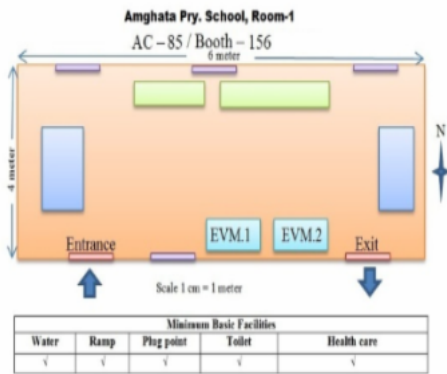 Amghata Pry. School, Room-1
AC – 85 / Booth – 156
6 meter
4 meter
N
EVM.1 EVM.2
Entrance Exit
Scale 1 cm = 1 meter
Minimum Basic Facilities
Water Ramp Plug point Toilet Health care
√ √ √ √ √